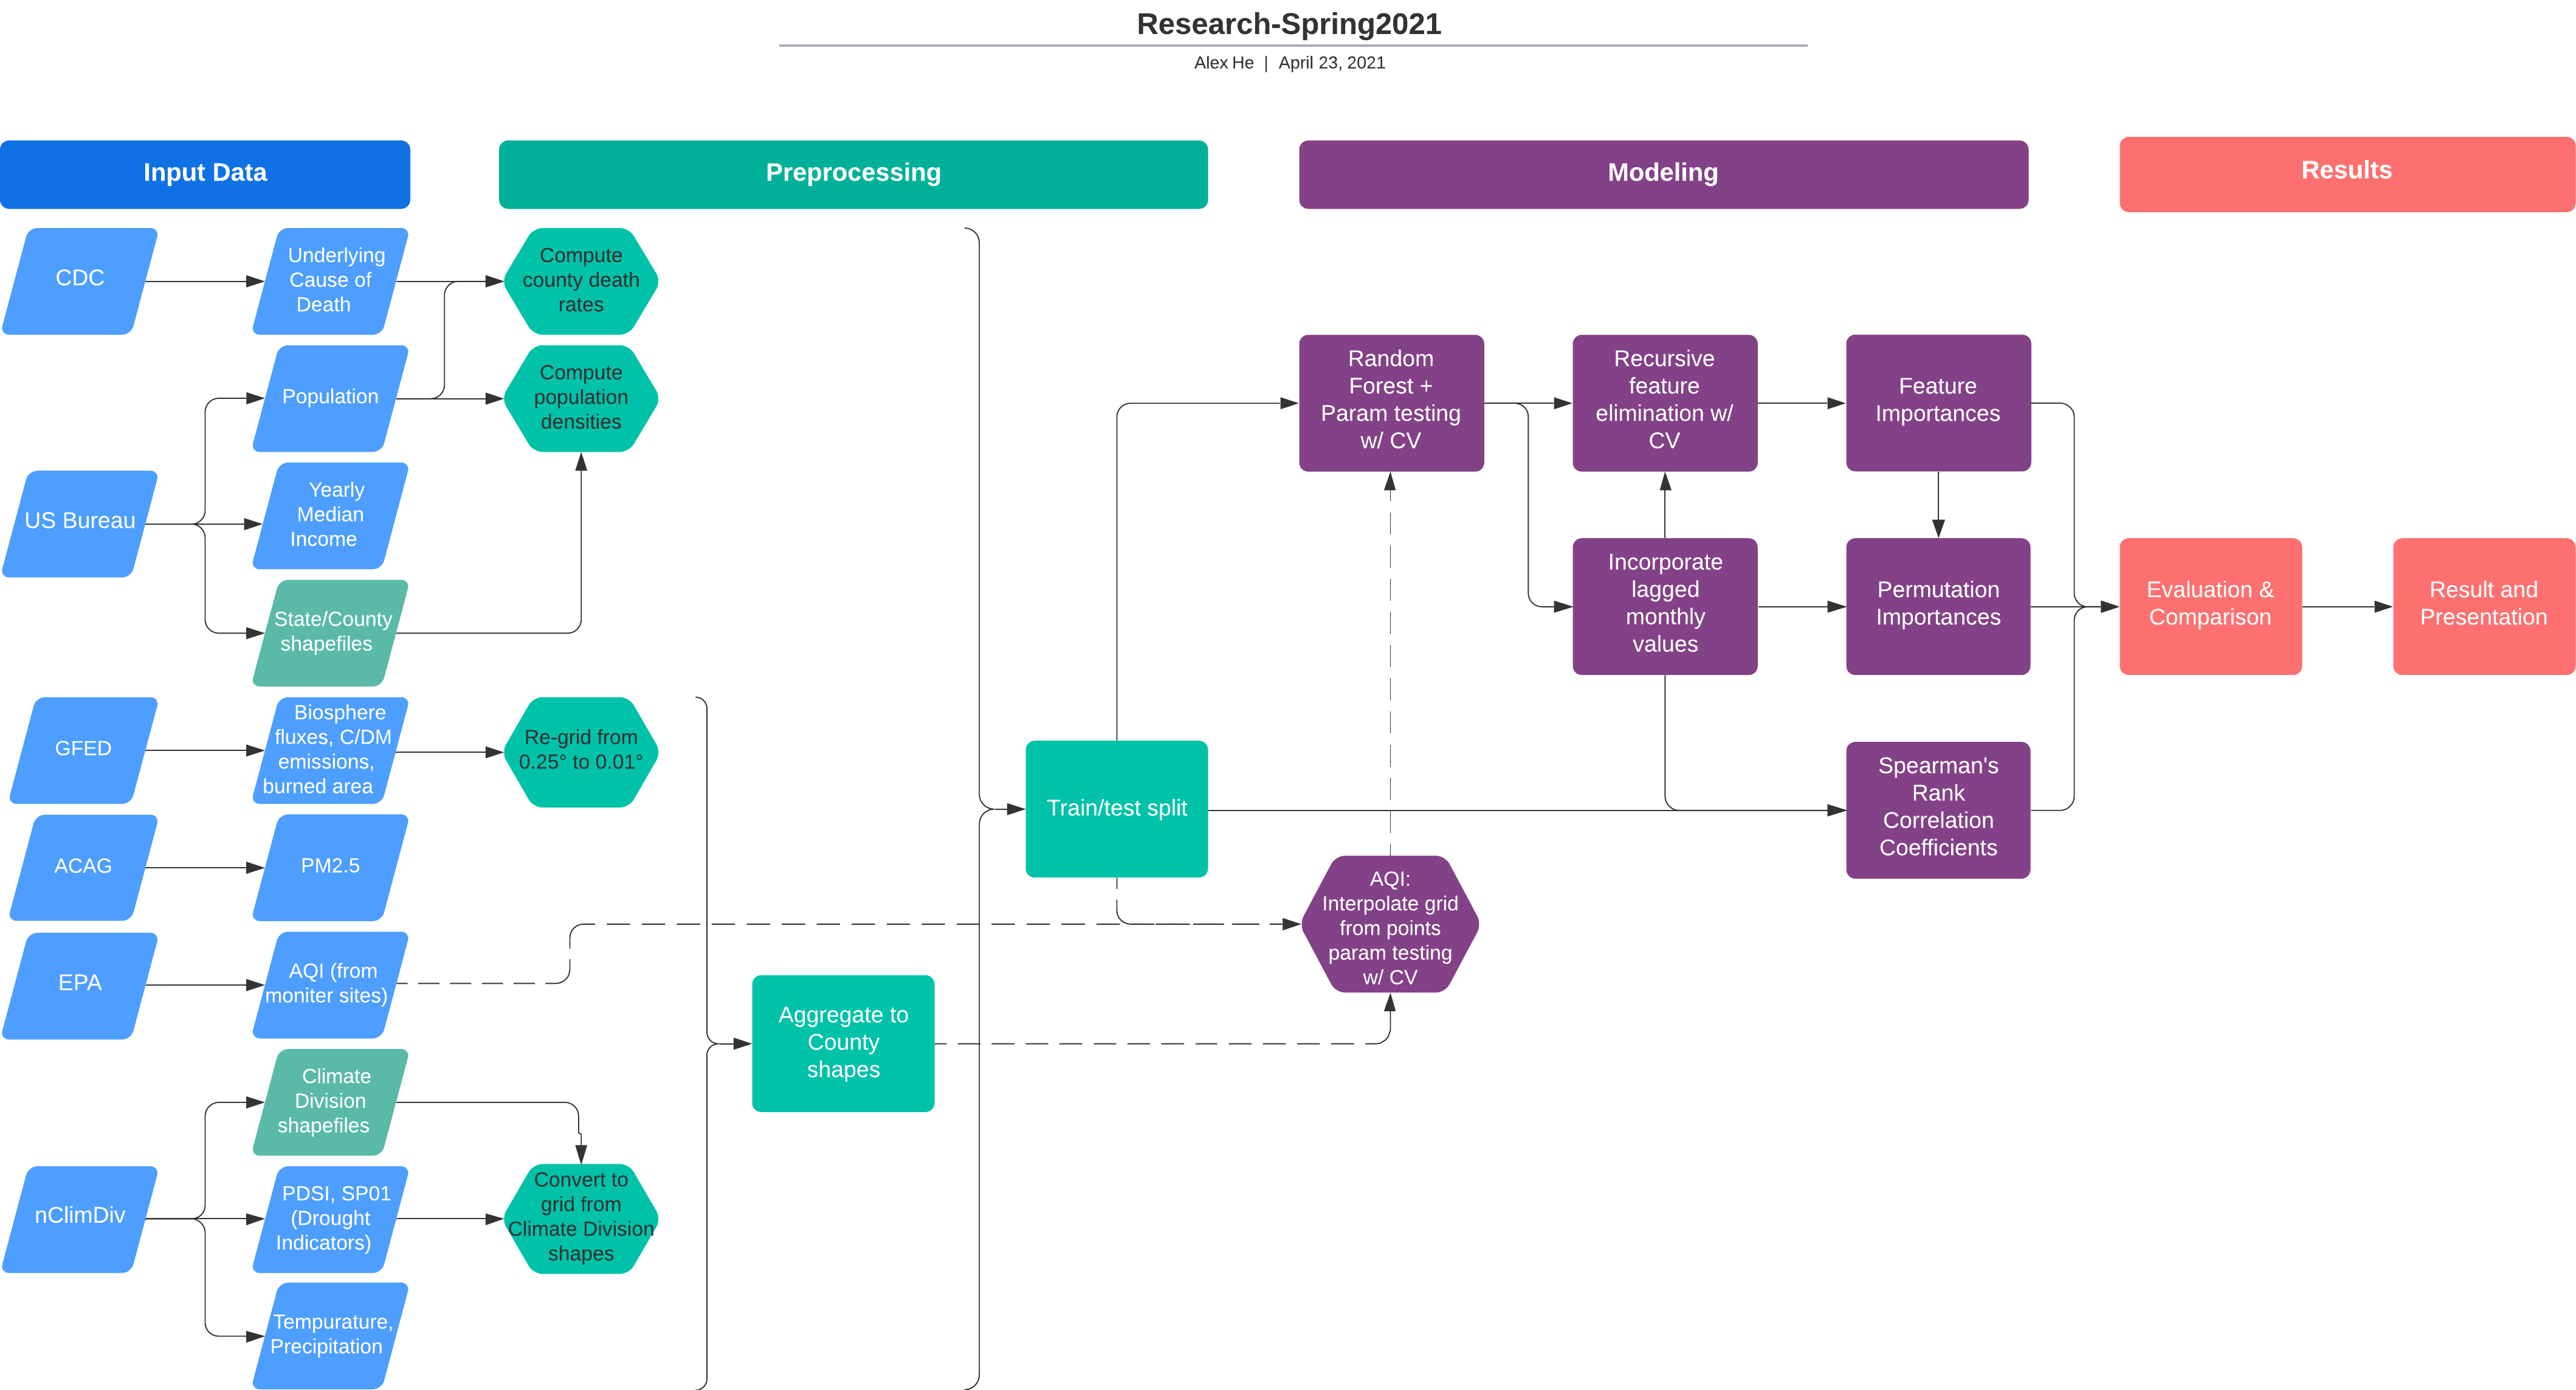 Research-Spring2021
Alex He | April 23, 2021
Input Data
Preprocessing
Modeling
Results
CDC
Underlying
Cause of
Death
Compute
county death
rates
Population
Compute
population
densities
US Bureau
Yearly
Median
Income
State/County
shapefiles
GFED
Biosphere
fluxes, C/DM
emissions,
burned area
Re-grid from
0.25° to 0.01°
ACAG
PM2.5
EPA
AQI (from
moniter sites)
Climate
Division
shapefiles
nClimDiv
PDSI, SP01
(Drought
Indicators)
Convert to
grid from
Climate Division
shapes
Tempurature,
Precipitation
Aggregate to
County
shapes
Train/test split
Random
Forest +
Param testing
w/ CV
Recursive
feature
elimination w/
CV
Feature
Importances
Incorporate
lagged
monthly
values
Permutation
Importances
Spearman's
Rank
Correlation
Coefficients
AQI:
Interpolate grid
from points
param testing
w/ CV
Evaluation &
Comparison
Result and
Presentation